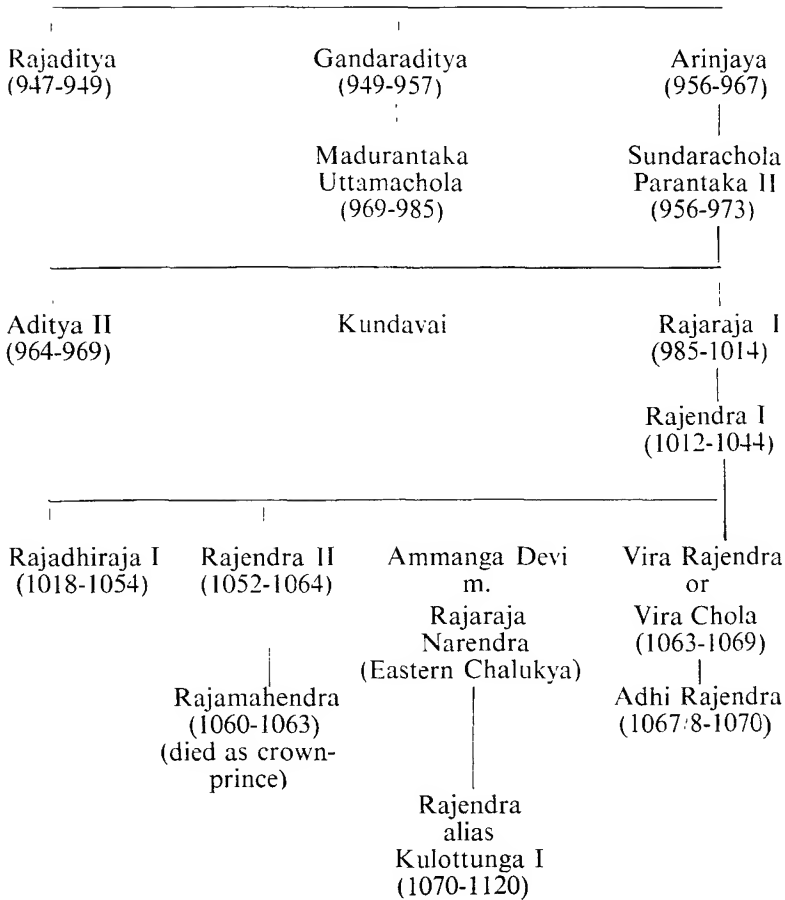 Rajaditya Gandaraditya Arinjaya
(947-949) (949-957) (956-967)
Madurantaka Sundarachola
Uttamachola Parantaka II
(969-985) (956-973)
Aditya II Kundavai Rajaraja I
(964-969) (985-1014)
Rajendra I
(1012-1044)
Rajadhiraja I Rajendra II Ammanga Devi Vira Rajendra
(1018-1054) (1052-1064) m. or
Rajaraja Vira Chola
Narendra (1063-1069)
(Eastern Chalukya)
Rajamahendra Adhi Rajendra
(1060-1063) (1067/8-1070)
(died as crown-
prince)
Rajendra
alias
Kulottunga I
(1070-1120)